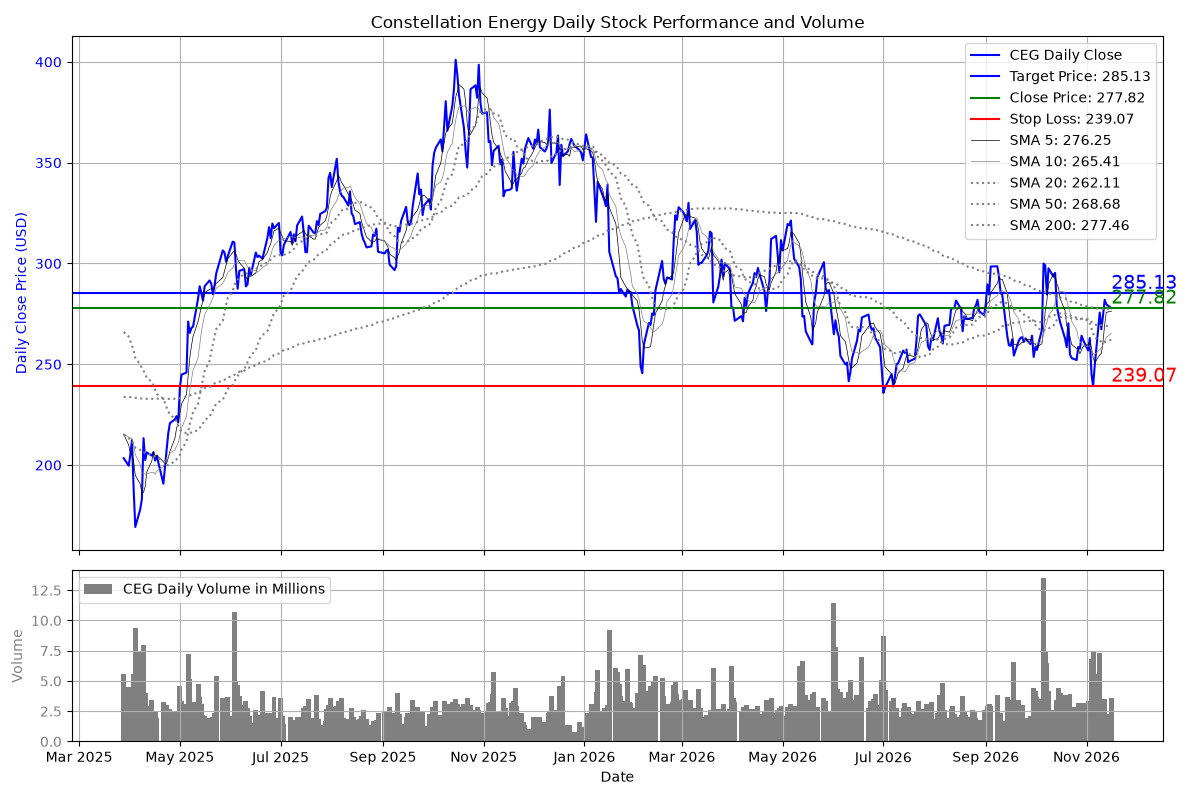 Constellation Energy Daily Stock Performance and Volume
Daily Close Price (USD)
400
350
300
250
200
CEG Daily Close
Target Price: 285.13
Close Price: 277.82
Stop Loss: 239.07
SMA 5: 276.25
SMA 10: 265.41
SMA 20: 262.11
SMA 50: 268.68
SMA 200: 277.46
285.13
277.82
239.07
Volume
12.5
10.0
7.5
5.0
2.5
0.0
CEG Daily Volume in Millions
Mar 2025 May 2025 Jul 2025 Sep 2025 Nov 2025 Jan 2026 Mar 2026 May 2026 Jul 2026 Sep 2026 Nov 2026
Date